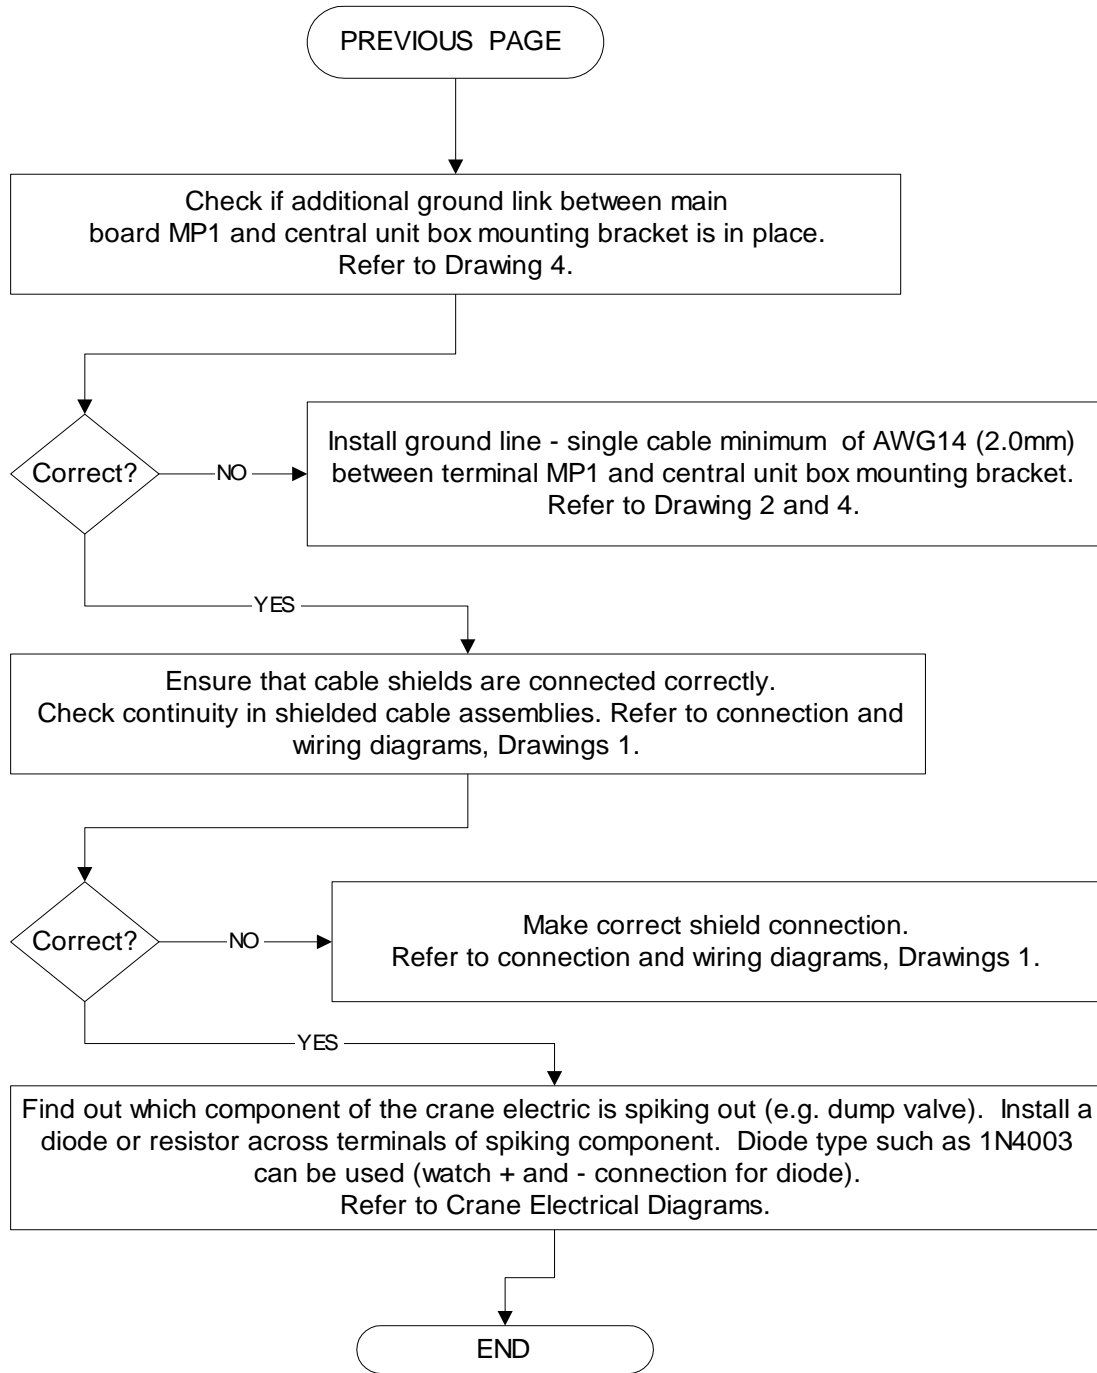 PREVIOUS PAGE
Check if additional ground link between main
board MP1 and central unit box mounting bracket is in place.
Refer to Drawing 4.
Correct?
NO
Install ground line - single cable minimum of AWG14 (2.0mm)
between terminal MP1 and central unit box mounting bracket.
Refer to Drawing 2 and 4.
YES
Ensure that cable shields are connected correctly.
Check continuity in shielded cable assemblies. Refer to connection and
wiring diagrams, Drawings 1.
Correct?
NO
Make correct shield connection.
Refer to connection and wiring diagrams, Drawings 1.
YES
Find out which component of the crane electric is spiking out (e.g. dump valve). Install a
diode or resistor across terminals of spiking component. Diode type such as 1N4003
can be used (watch + and - connection for diode).
Refer to Crane Electrical Diagrams.
END